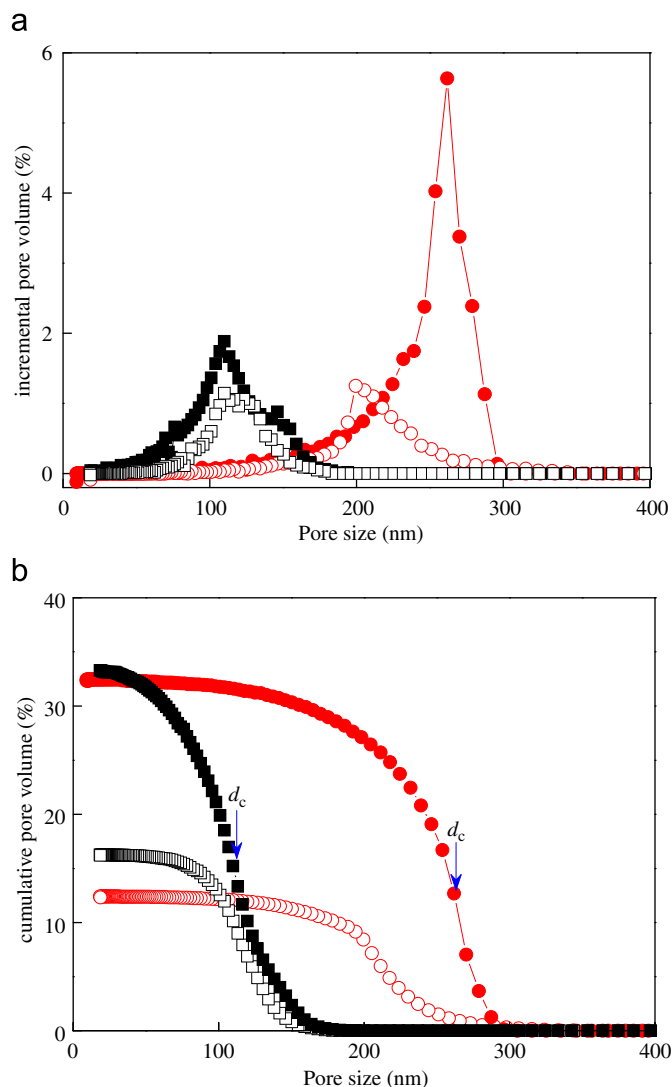 a
6
4
2
0
incremental pore volume (%)
0 100 200 300 400
Pore size (nm)
b
40
30
20
10
0
cumulative pore volume (%)
dc
dc
0 100 200 300 400
Pore size (nm)